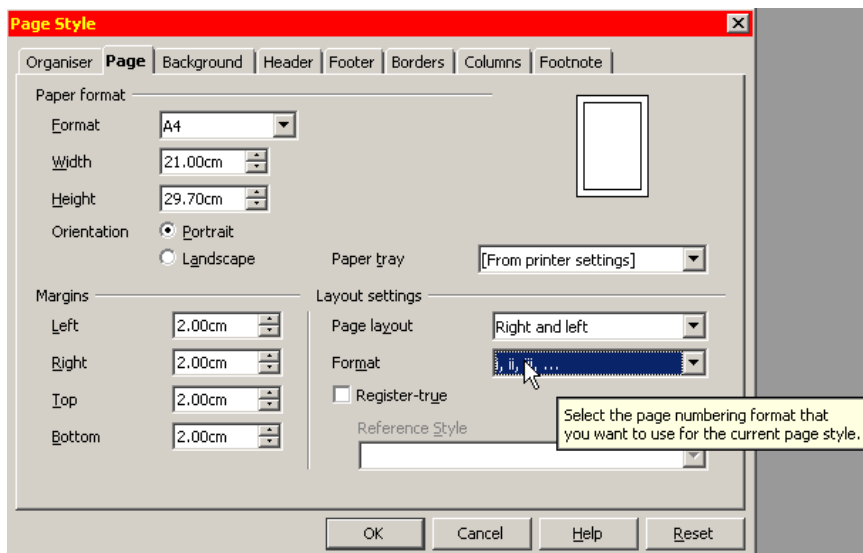 Page Style
Organiser Page Background Header Footer Borders Columns Footnote
Paper format
Format A4
Width 21.00cm
Height 29.70cm
Orientation Portrait
Landscape Paper tray [From printer settings]
Margins Layout settings
Left 2.00cm Page layout Right and left
Right 2.00cm Format i, ii, iii, ...
Top 2.00cm Register-true
Select the page numbering format that
you want to use for the current page style.
Bottom 2.00cm Reference Style
OK Cancel Help Reset